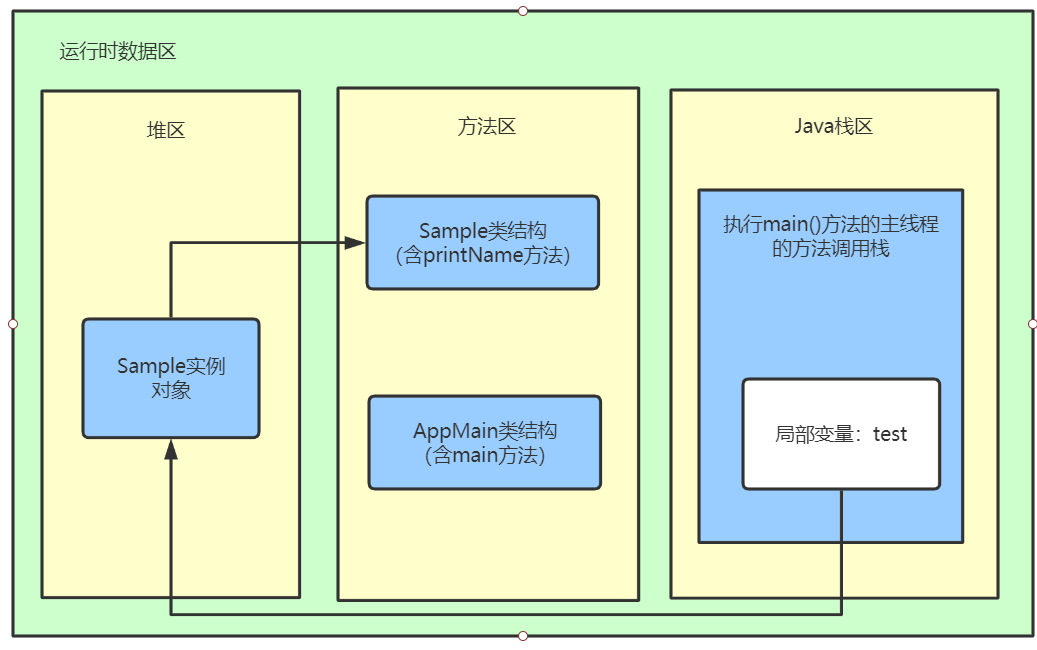 运行时数据区
堆区
方法区
Java栈区
Sample类结构
（含printName方法）
执行main()方法的主线程
的方法调用栈
Sample实例
对象
AppMain类结构
（含main方法）
局部变量：test